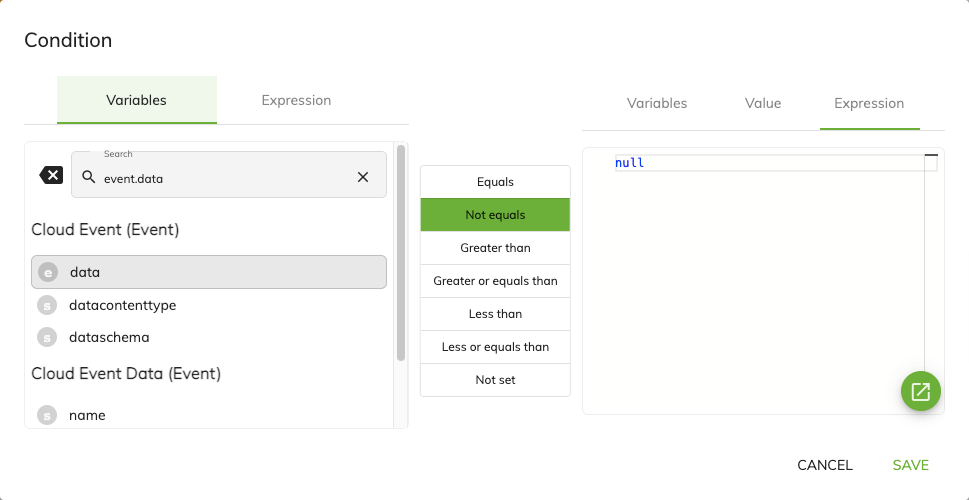 Condition
Variables
Expression
Search
event.data
Cloud Event (Event)
e data
s datacontenttype
s dataschema
Cloud Event Data (Event)
s name
Equals
Not equals
Greater than
Greater or equals than
Less than
Less or equals than
Not set
Variables
Value
Expression
null
CANCEL
SAVE